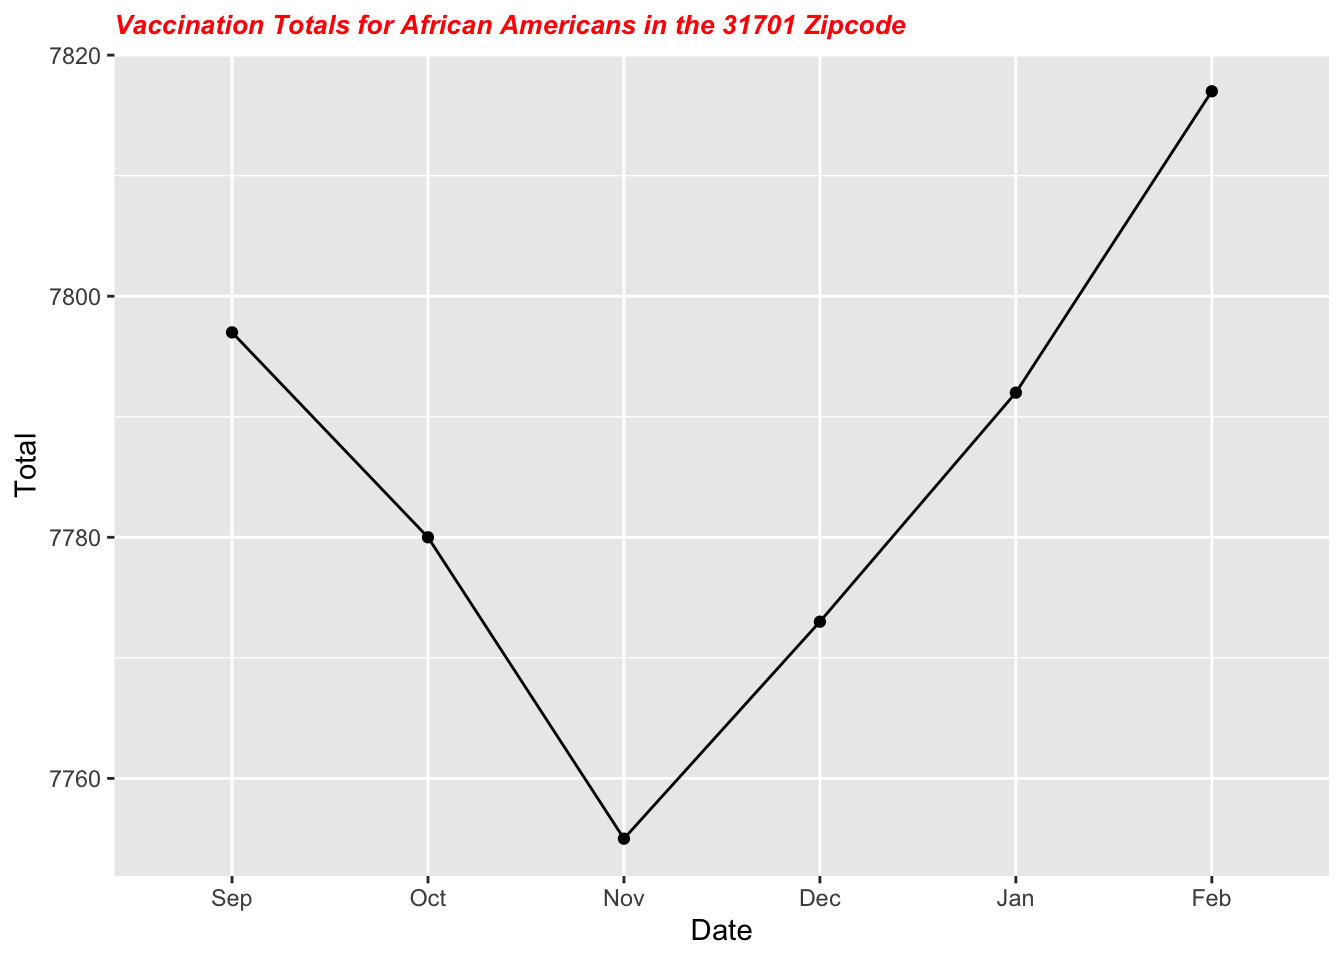 Vaccination Totals for African Americans in the 31701 Zipcode
7820
7800
7780
7760
Total
Sep Oct Nov Dec Jan Feb
Date